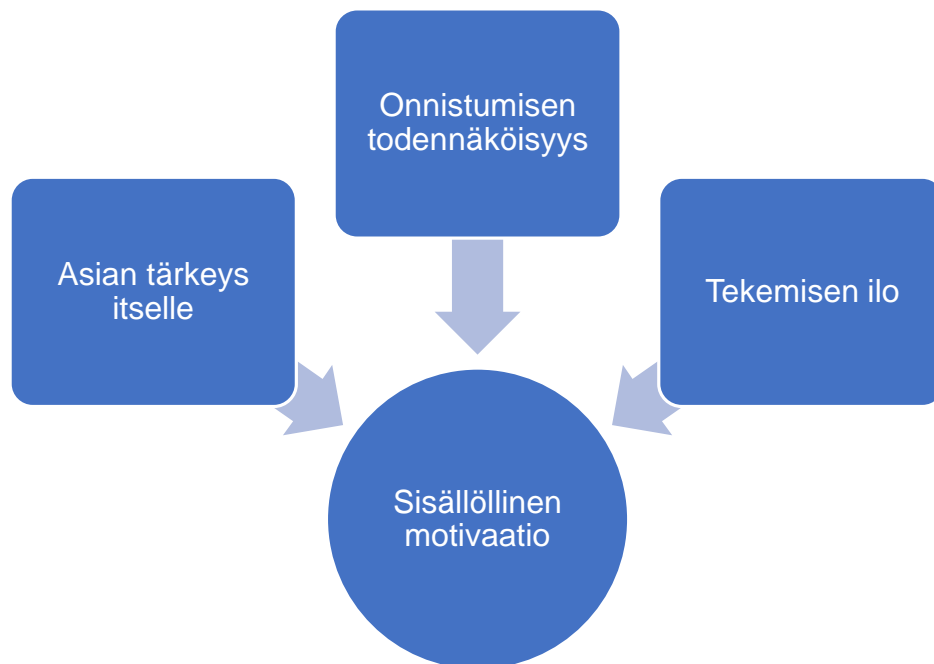 Onnistumisen
todennäköisyys
Asian tärkeys
itselle
Tekemisen ilo
Sisällöllinen
motivaatio